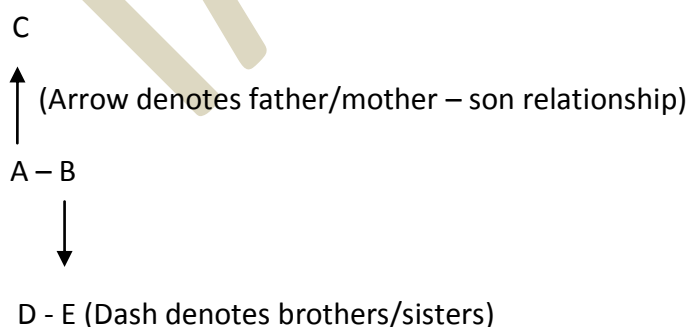 C
(Arrow denotes father/mother – son relationship)
A – B
D - E (Dash denotes brothers/sisters)